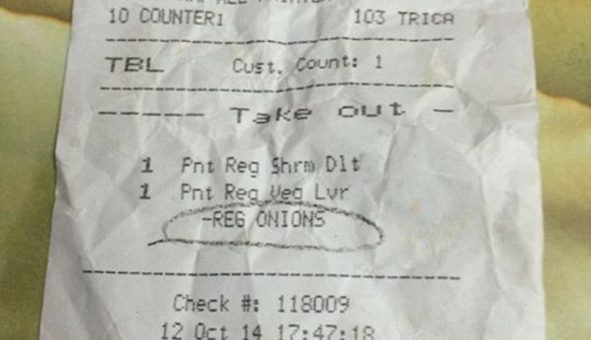 10 COUNTER1 103 TRICA
TBL Cust. Count: 1
----- Take out -
1 Pnt Reg Shrm Dlt
1 Pnt Reg Veg Lvr
-REG ONIONS
Check #: 118009
12 Oct 14 17:47:18